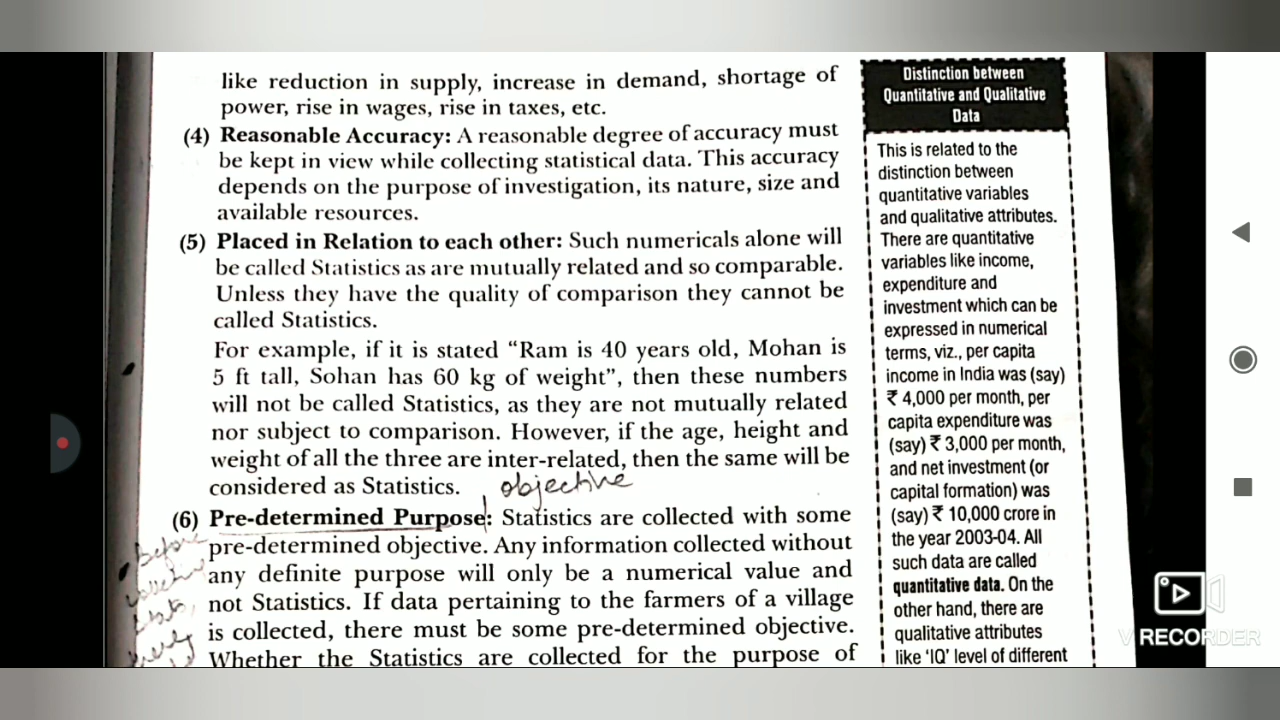 like reduction in supply, increase in demand, shortage of
power, rise in wages, rise in taxes, etc.
(4) Reasonable Accuracy: A reasonable degree of accuracy must
be kept in view while collecting statistical data. This accuracy
depends on the purpose of investigation, its nature, size and
available resources.
(5) Placed in Relation to each other: Such numericals alone will
be called Statistics as are mutually related and so comparable.
Unless they have the quality of comparison they cannot be
called Statistics.
For example, if it is stated “Ram is 40 years old, Mohan is
5 ft tall, Sohan has 60 kg of weight”, then these numbers
will not be called Statistics, as they are not mutually related
nor subject to comparison. However, if the age, height and
weight of all the three are inter-related, then the same will be
considered as Statistics.
objective
(6) Pre-determined Purpose: Statistics are collected with some
pre-determined objective. Any information collected without
any definite purpose will only be a numerical value and
not Statistics. If data pertaining to the farmers of a village
is collected, there must be some pre-determined objective.
Whether the Statistics are collected for the purpose of
Before
Distinction between
Quantitative and Qualitative
Data
This is related to the
distinction between
quantitative variables
and qualitative attributes.
There are quantitative
variables like income,
expenditure and
investment which can be
expressed in numerical
terms, viz., per capita
income in India was (say)
₹ 4,000 per month, per
capita expenditure was
(say) ₹ 3,000 per month,
and net investment (or
capital formation) was
(say) ₹ 10,000 crore in
the year 2003-04. All
such data are called
quantitative data. On the
other hand, there are
qualitative attributes
like ‘IQ’ level of different
V RECORDER